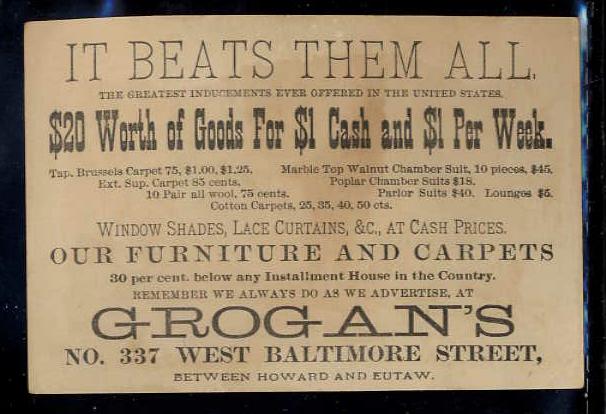 IT BEATS THEM ALL.
THE GREATEST INDUCEMENTS EVER OFFERED IN THE UNITED STATES.
$20 Worth of Goods For $1 Cash and $1 Per Week.
Tap. Brussels Carpet 75, $1.00, $1.25. Marble Top Walnut Chamber Suit, 10 pieces, $45.
Ext. Sup. Carpet 85 cents. Poplar Chamber Suits $18.
10 Pair all wool, 75 cents. Parlor Suits $40. Lounges $5.
Cotton Carpets, 25, 35, 40, 50 cts.
WINDOW SHADES, LACE CURTAINS, &C., AT CASH PRICES.
OUR FURNITURE AND CARPETS
30 per cent. below any Installment House in the Country.
REMEMBER WE ALWAYS DO AS WE ADVERTISE, AT
GROGAN'S
NO. 337 WEST BALTIMORE STREET,
BETWEEN HOWARD AND EUTAW.